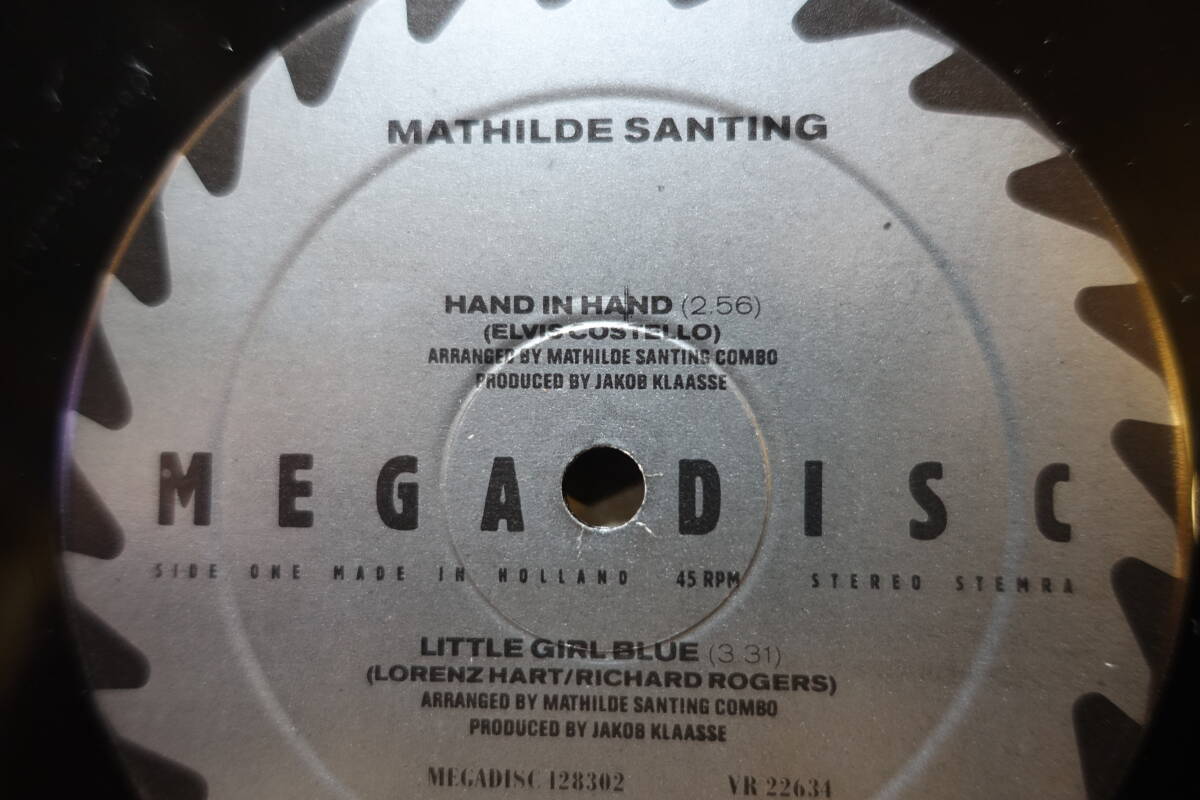 MATHILDE SANTING
HAND IN HAND (2.56)
(ELVIS COSTELLO)
ARRANGED BY MATHILDE SANTING COMBO
PRODUCED BY JAKOB KLAASSE
MEGADISC
SIDE ONE MADE IN HOLLAND 45 RPM STEREO STEMRA
LITTLE GIRL BLUE (3 31)
(LORENZ HART/RICHARD ROGERS)
ARRANGED BY MATHILDE SANTING COMBO
PRODUCED BY JAKOB KLAASSE
MEGADISC 128302 VR 22634